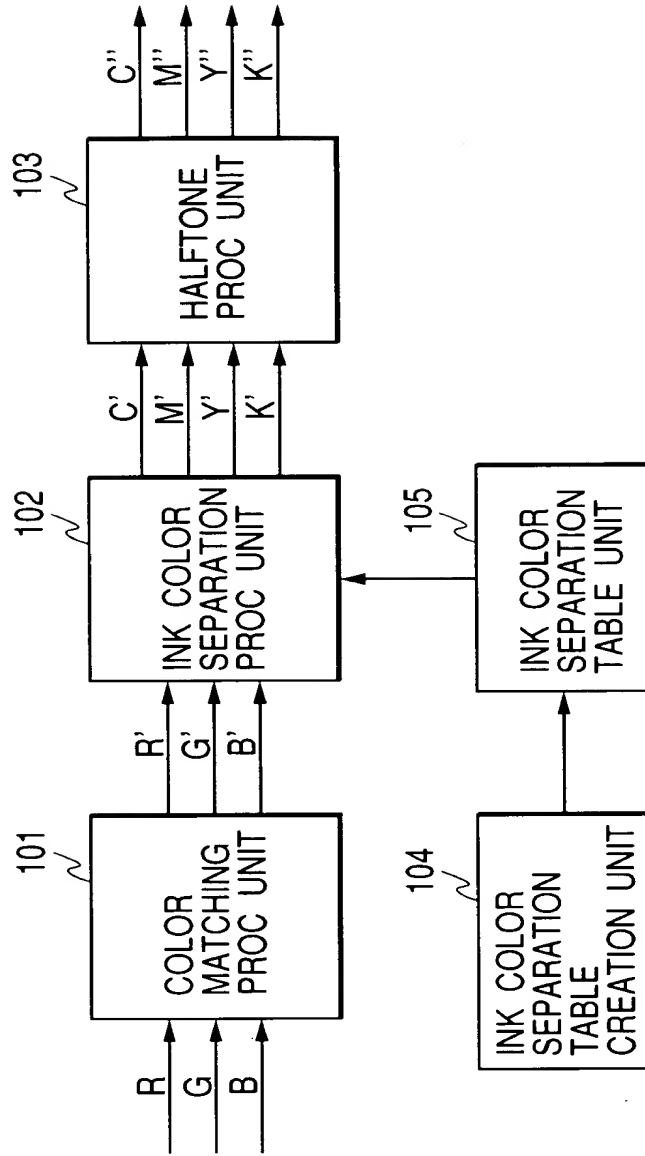 101
COLOR
MATCHING
PROC UNIT
R
G
B
R'
G'
B'
102
INK COLOR
SEPARATION
PROC UNIT
C'
M'
Y'
K'
103
HALFTONE
PROC UNIT
C''
M''
Y''
K''
104
INK COLOR
SEPARATION
TABLE
CREATION UNIT
105
INK COLOR
SEPARATION
TABLE UNIT